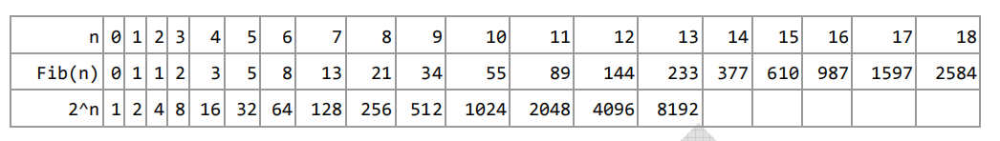 n 0 1 2 3 4 5 6 7 8 9 10 11 12 13 14 15 16 17 18
Fib(n) 0 1 1 2 3 5 8 13 21 34 55 89 144 233 377 610 987 1597 2584
2^n 1 2 4 8 16 32 64 128 256 512 1024 2048 4096 8192